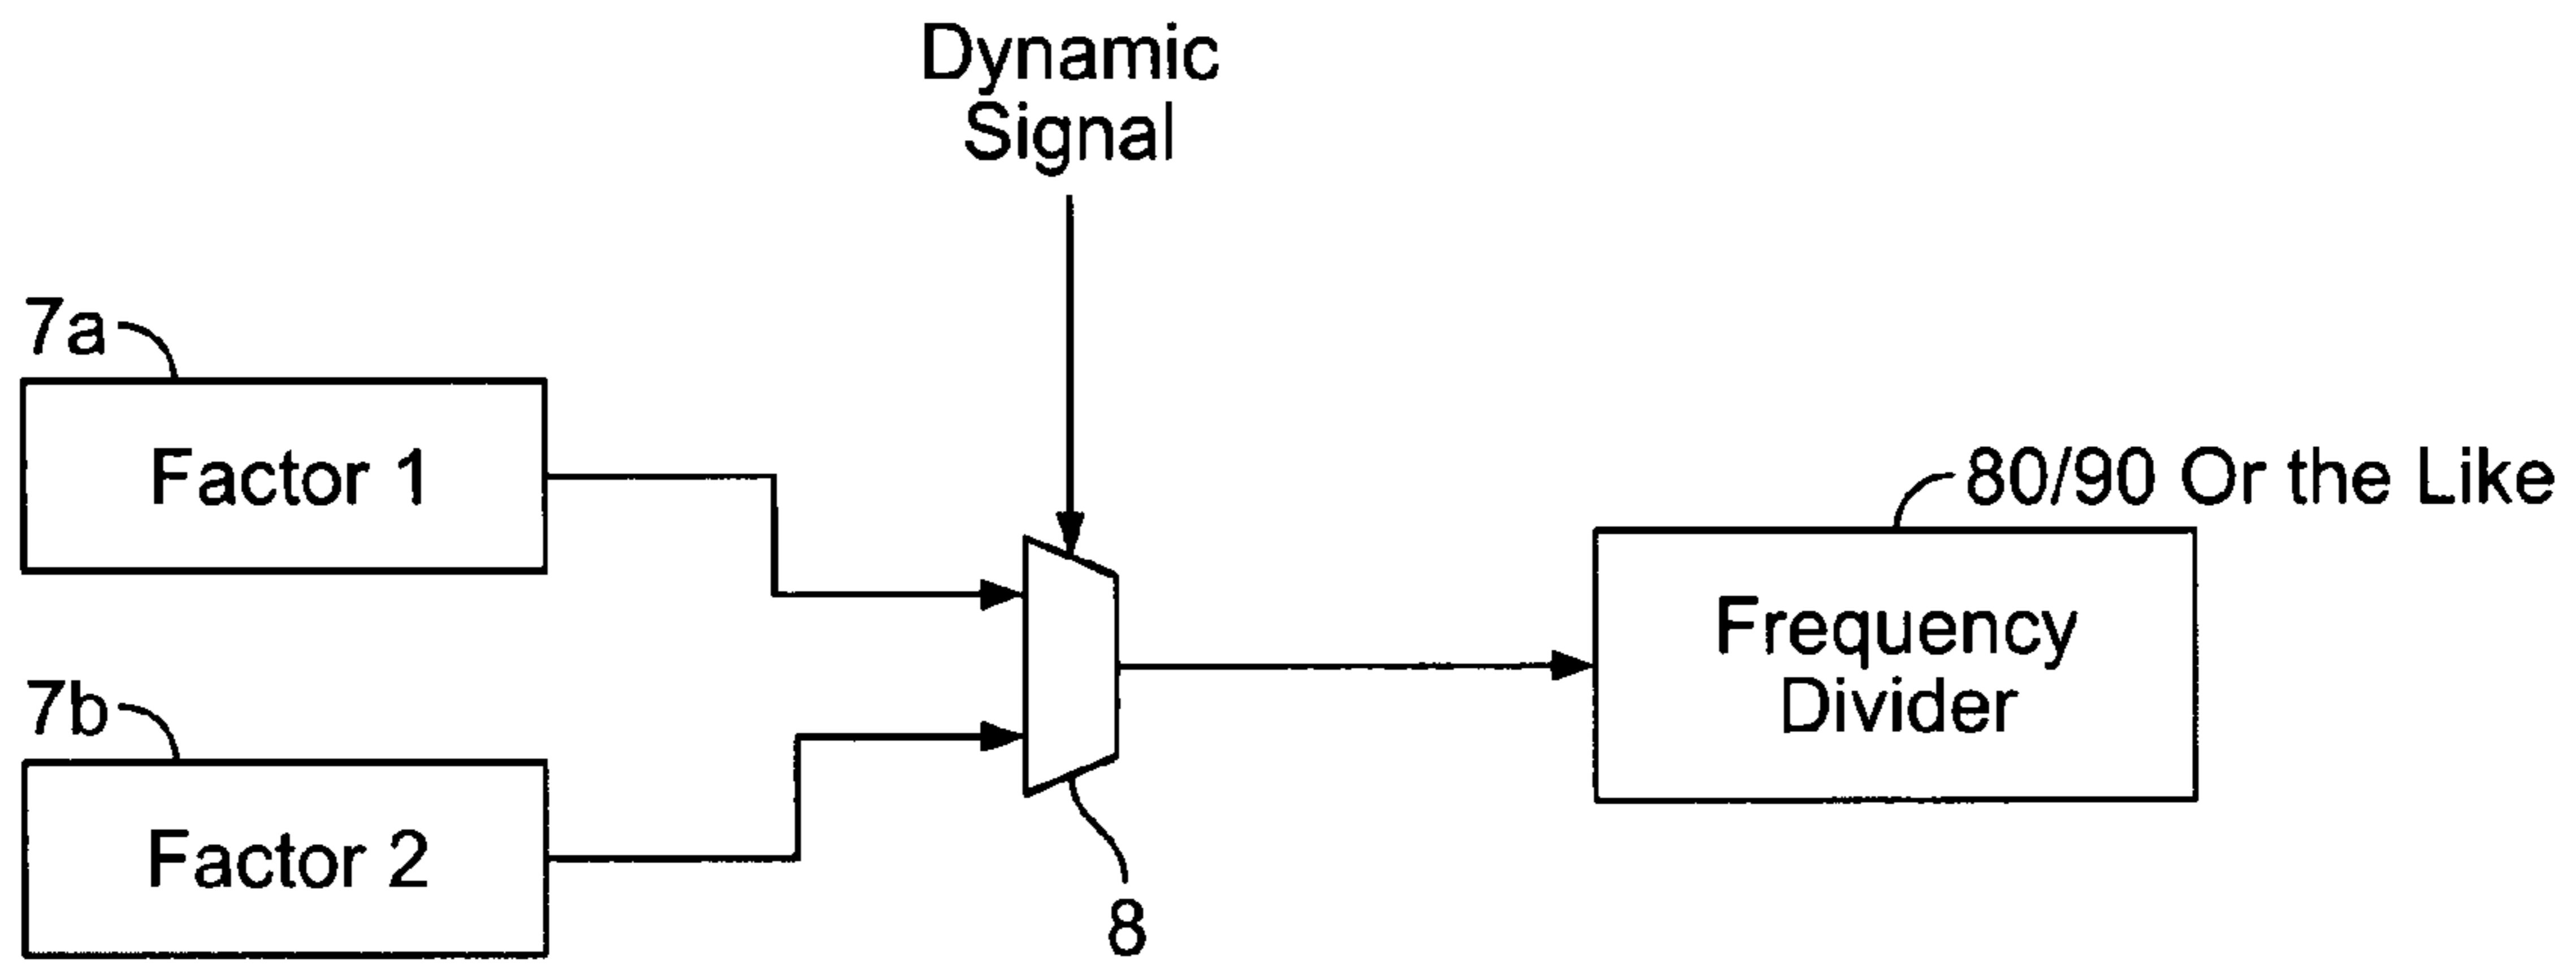 Dynamic
Signal
7a
Factor 1
80/90 Or the Like
Frequency
Divider
7b
Factor 2
8